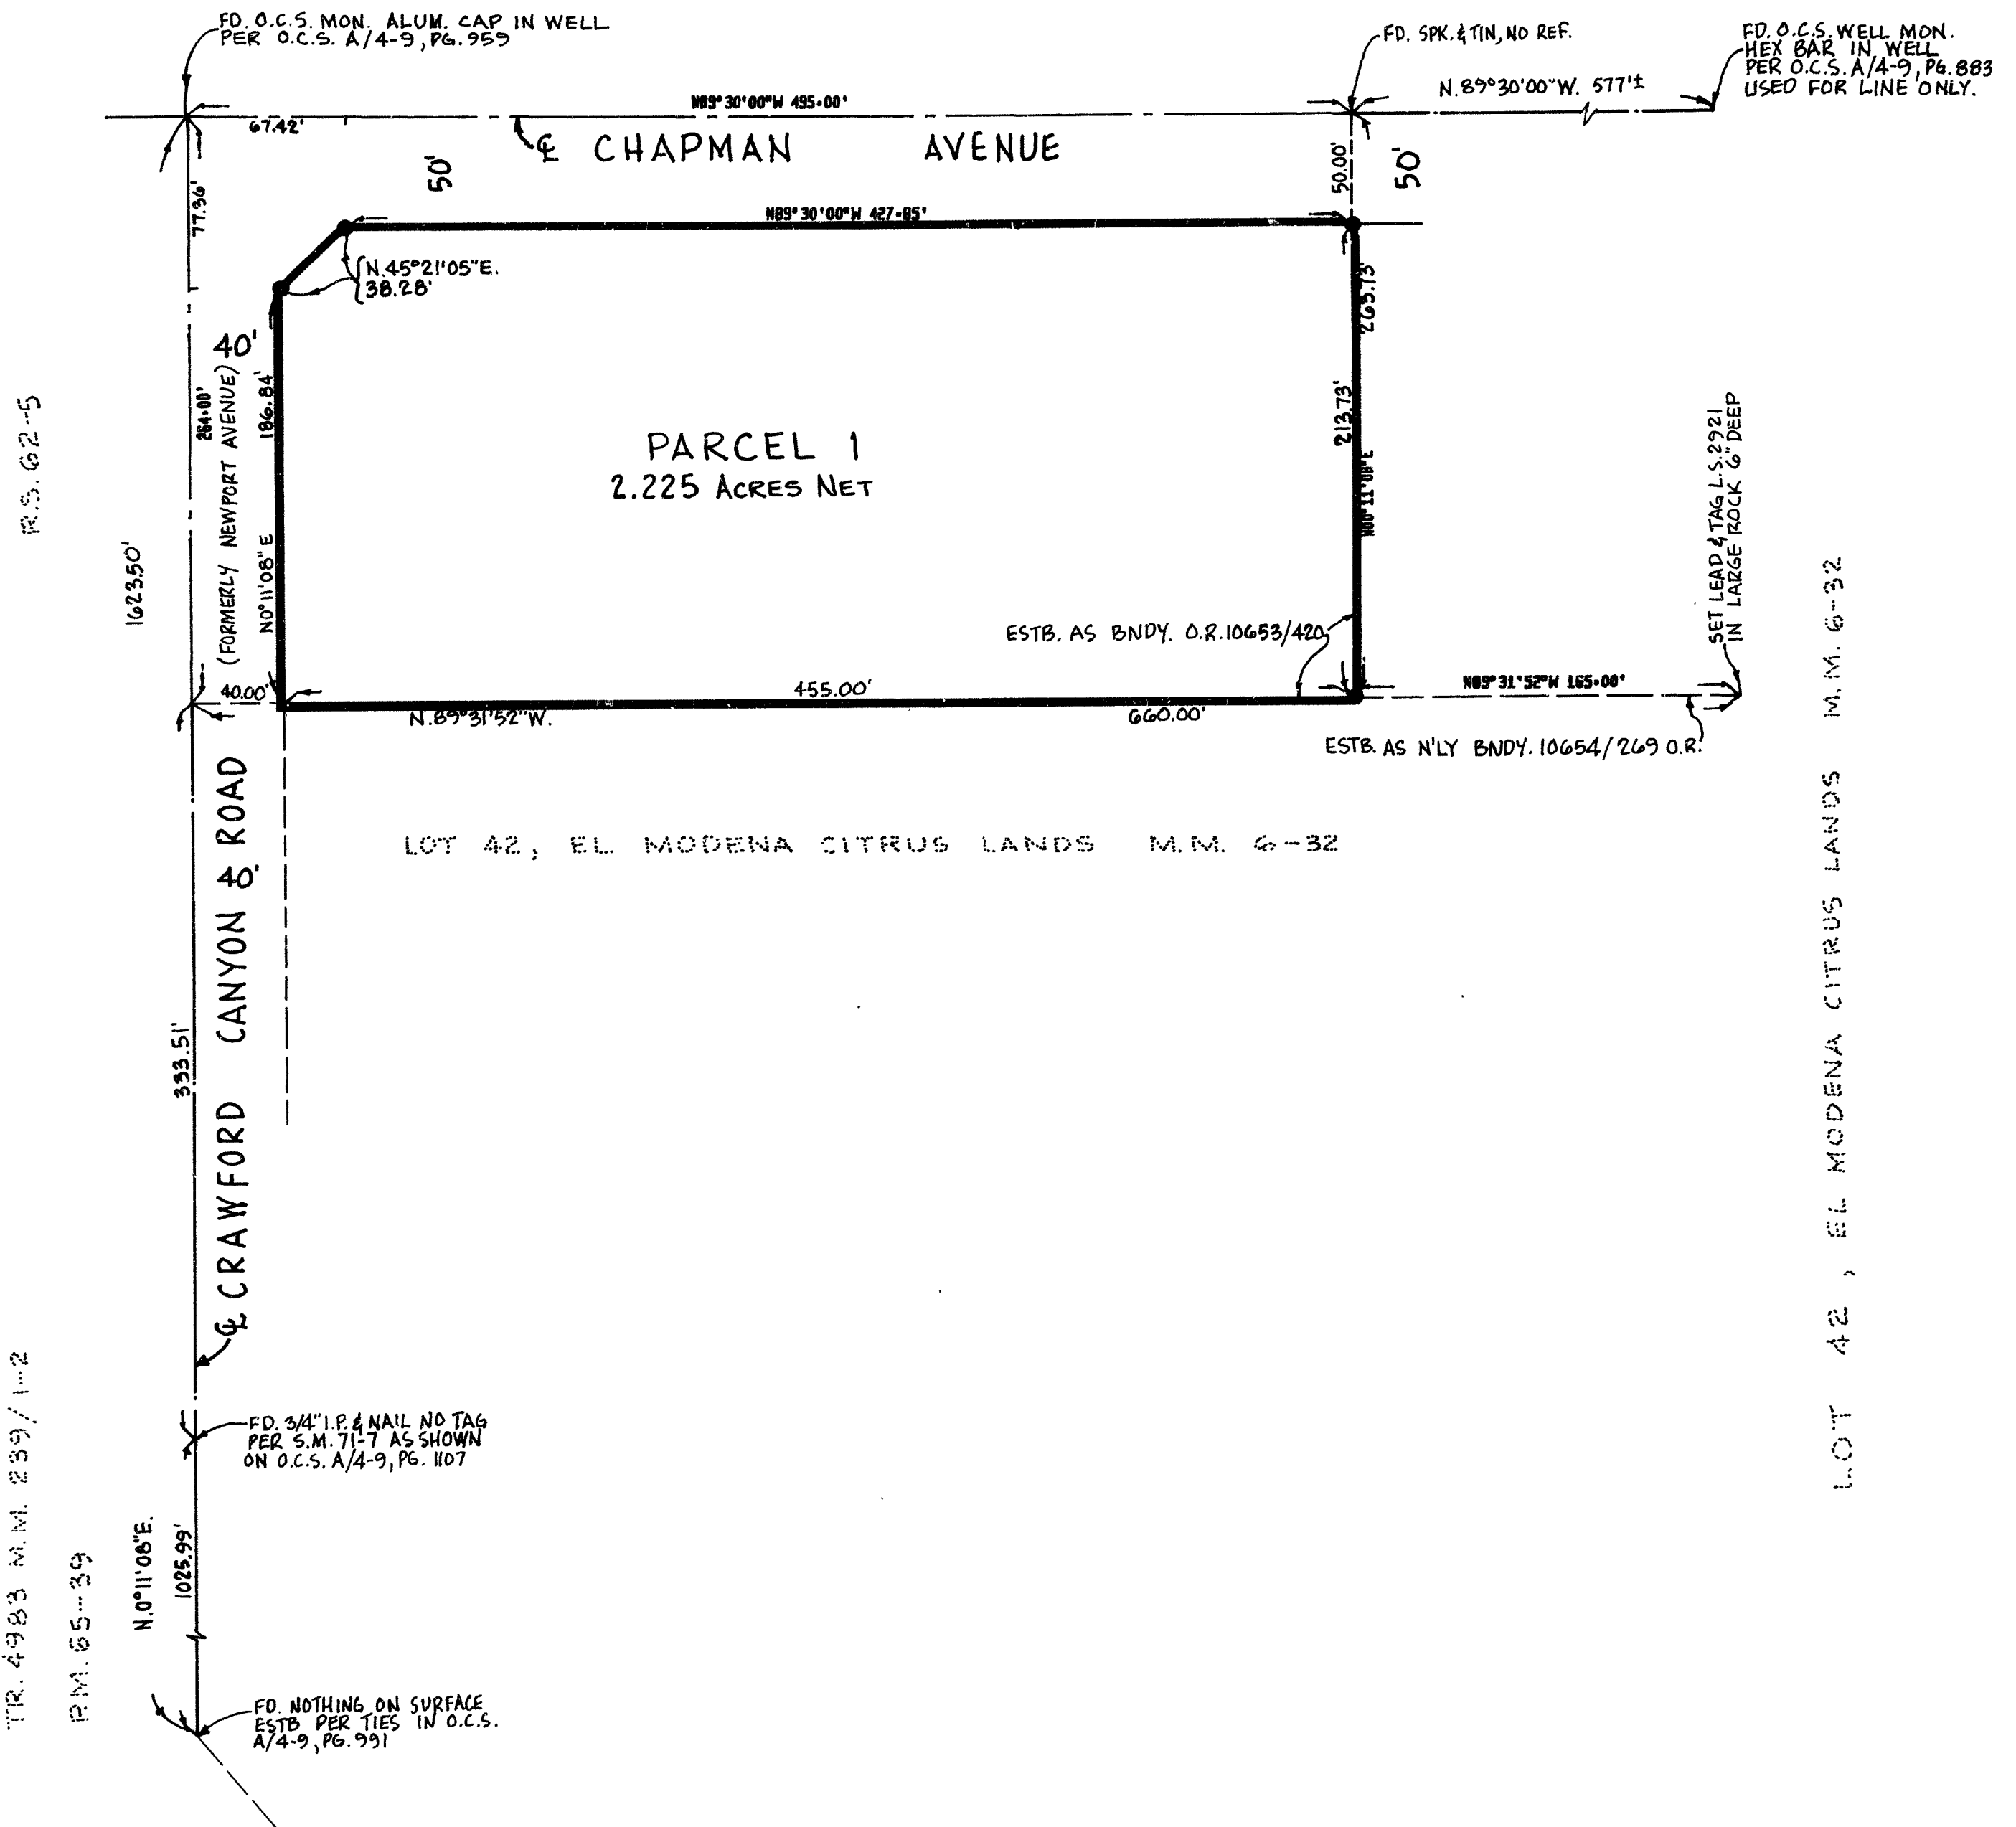 FD. O.C.S. MON. ALUM. CAP IN WELL
PER O.C.S. A/4-9, PG. 959
FD. SPK. & TIN, NO REF.
FD. O.C.S. WELL MON.
HEX BAR IN WELL
PER O.C.S. A/4-9, PG. 883
USED FOR LINE ONLY.
N.89°30'00"W. 577'±
N89°30'00"W 495.00'
67.42'
℄ CHAPMAN AVENUE
50'
50.00'
50'
77.36'
N89°30'00"W 427.85'
N.45°21'05"E.
38.28'
263.73'
40'
264.00'
(FORMERLY NEWPORT AVENUE)
186.84'
N0°11'08"E
213.73'
N00°11'08"E
PARCEL 1
2.225 ACRES NET
R.S. 62-5
1623.50'
SET LEAD & TAG L.S. 2921
IN LARGE ROCK 6" DEEP
ESTB. AS BNDY. O.R. 10653/420
40.00'
455.00'
N.89°31'52"W.
660.00'
N89°31'52"W 165.00'
ESTB. AS N'LY BNDY. 10654/269 O.R.
LOT 42, EL MODENA CITRUS LANDS M.M. 6-32
LOT 42, EL MODENA CITRUS LANDS M.M. 6-32
40'
℄ CRAWFORD CANYON ROAD
333.51'
FD. 3/4" I.P. & NAIL NO TAG
PER S.M. 71-7 AS SHOWN
ON O.C.S. A/4-9, PG. 1107
TR. 4983 M.M. 239/1-2
P.M. 65-39
N.0°11'08"E.
1025.99'
FD. NOTHING ON SURFACE
ESTB PER TIES IN O.C.S.
A/4-9, PG. 991